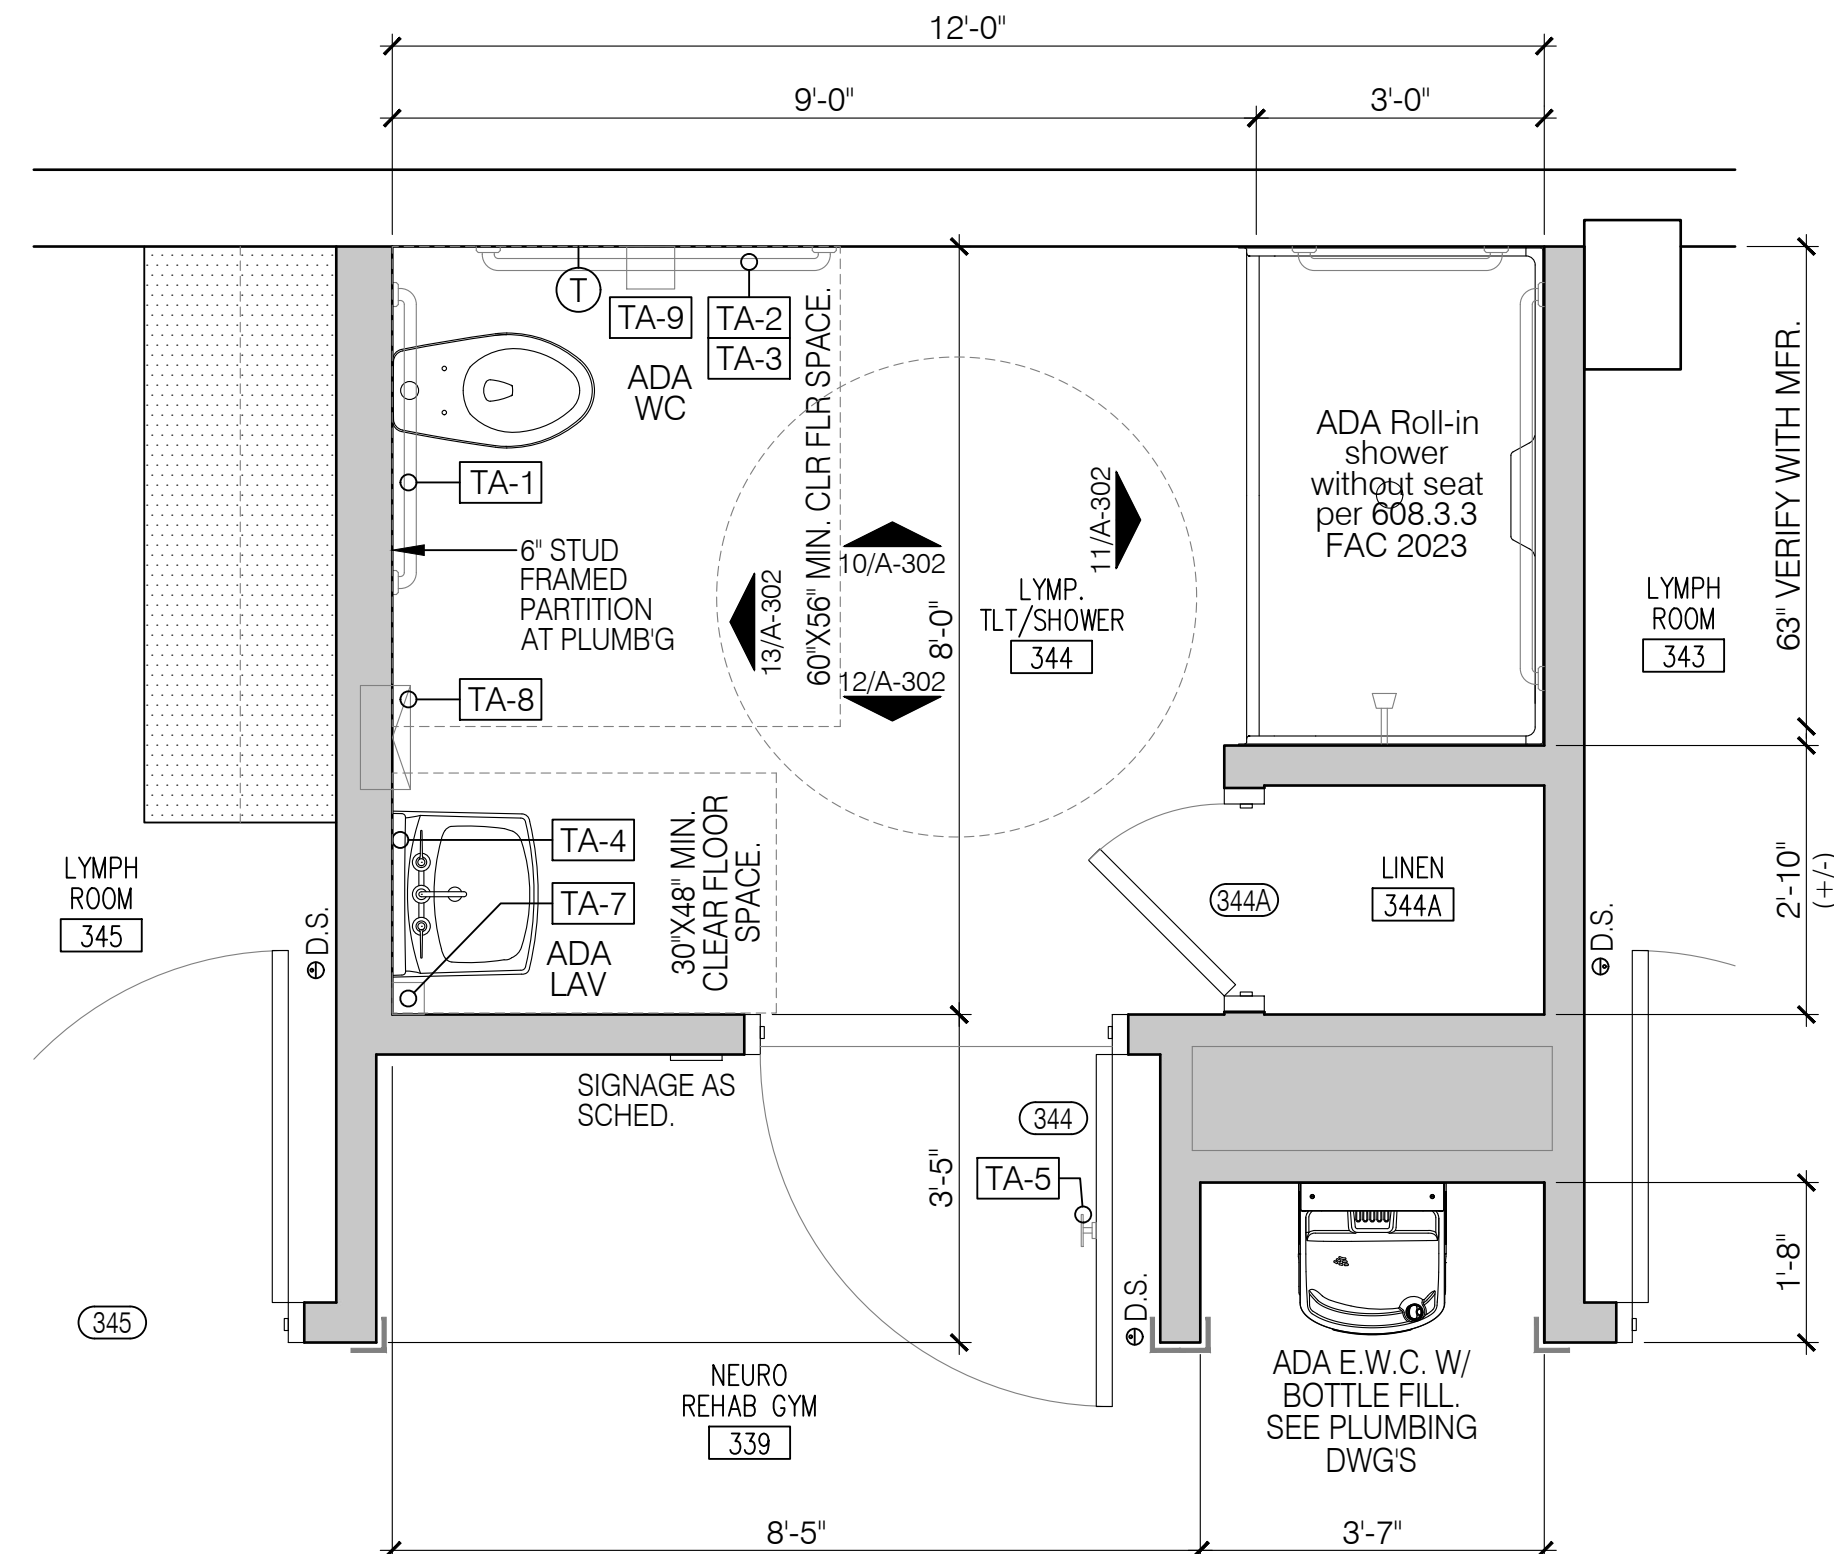 12'-0"
9'-0"
3'-0"
T
TA-9
TA-2
TA-3
ADA
WC
TA-1
6" STUD
FRAMED
PARTITION
AT PLUMB'G
TA-8
60"X56" MIN. CLR FLR SPACE.
10/A-302
11/A-302
12/A-302
13/A-302
8'-0"
LYMP.
TLT/SHOWER
344
ADA Roll-in
shower
without seat
per 608.3.3
FAC 2023
63" VERIFY WITH MFR.
LYMPH
ROOM
343
TA-4
TA-7
ADA
LAV
30"X48" MIN.
CLEAR FLOOR
SPACE.
LYMPH
ROOM
345
D.S.
344A
LINEN
344A
D.S.
2'-10"
(+/-)
SIGNAGE AS
SCHED.
344
TA-5
3'-5"
D.S.
1'-8"
345
NEURO
REHAB GYM
339
ADA E.W.C. W/
BOTTLE FILL.
SEE PLUMBING
DWG'S
8'-5"
3'-7"